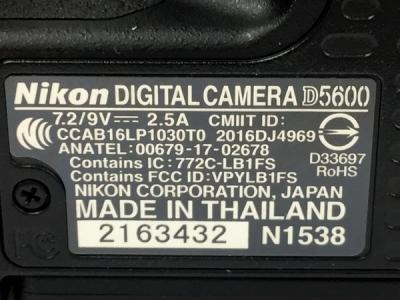 Nikon DIGITAL CAMERA D5600
7.2/9V⎓ 2.5A CMIIT ID:
CCAB16LP1030T0 2016DJ4969
ANATEL: 00679-17-02678
Contains IC: 772C-LB1FS
Contains FCC ID: VPYLB1FS
D33697
RoHS
NIKON CORPORATION, JAPAN
MADE IN THAILAND
2163432 N1538